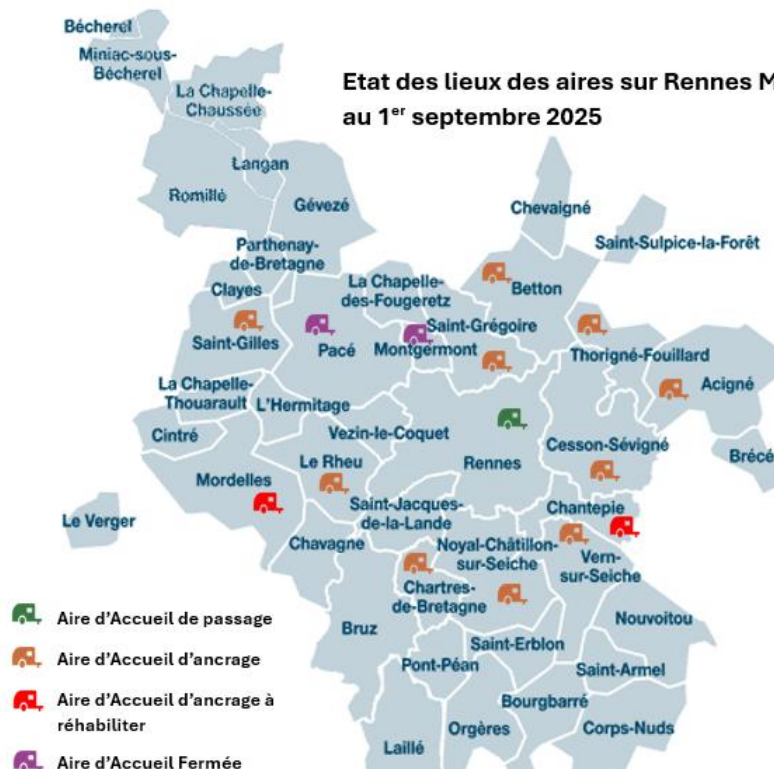 Bécherel
Miniac-sous-
Bécherel
La Chapelle-
Chaussée
Etat des lieux des aires sur Rennes M
au 1er septembre 2025
Langan
Romillé
Gévezé
Chevaigné
Saint-Sulpice-la-Forêt
Parthenay-
de-Bretagne
Clayes
La Chapelle-
des-Fougeretz
Betton
Saint-Gilles
Pacé
Saint-Grégoire
Montgermont
Thorigné-Fouillard
Acigné
La Chapelle-
Thouarault
L'Hermitage
Cintré
Vezin-le-Coquet
Cesson-Sévigné
Brécé
Le Rheu
Rennes
Mordelles
Saint-Jacques-
de-la-Lande
Chantepie
Le Verger
Chavagne
Noyal-Châtillon-
sur-Seiche
Vern-
sur-Seiche
Chartres-
de-Bretagne
Nouvoitou
Bruz
Saint-Erblon
Pont-Péan
Saint-Armel
Bourgbarré
Orgères
Corps-Nuds
Laillé
Aire d'Accueil de passage
Aire d'Accueil d'ancrage
Aire d'Accueil d'ancrage à
réhabiliter
Aire d'Accueil Fermée